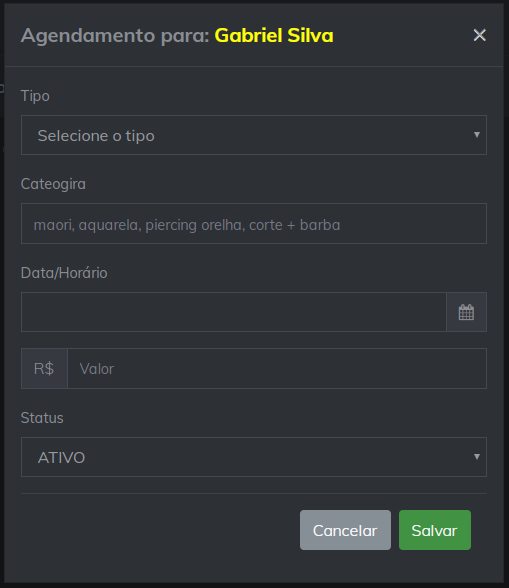 Agendamento para: Gabriel Silva
×
Tipo
Selecione o tipo
Cateogira
maori, aquarela, piercing orelha, corte + barba
Data/Horário
R$ Valor
Status
ATIVO
Cancelar Salvar